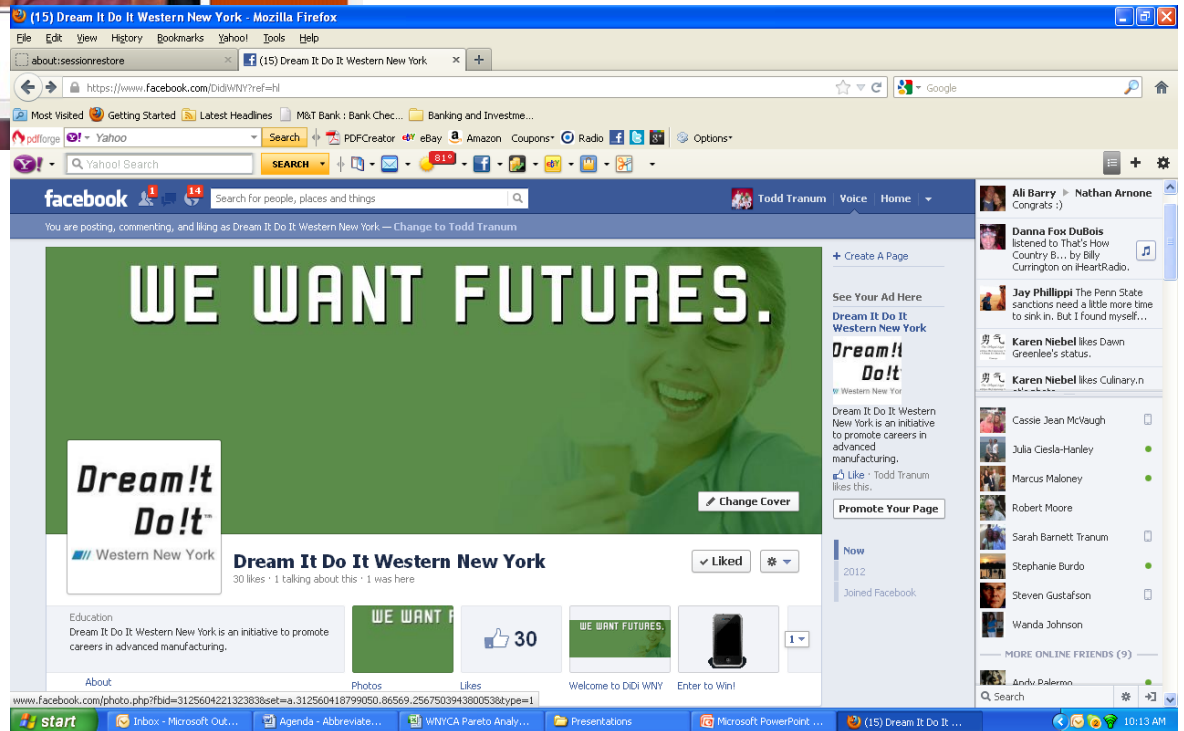 (15) Dream It Do It Western New York - Mozilla Firefox
File Edit View History Bookmarks Yahoo! Tools Help
about:sessionrestore
(15) Dream It Do It Western New York
https://www.facebook.com/DidiWNY?ref=hl
Google
Most Visited Getting Started Latest Headlines M&T Bank : Bank Chec... Banking and Investme...
pdfforge Yahoo Search PDFCreator eBay Amazon Coupons Radio Options
Yahoo! Search SEARCH 81°
facebook 1 14 Search for people, places and things Todd Tranum Voice Home
You are posting, commenting, and liking as Dream It Do It Western New York — Change to Todd Tranum
WE WANT FUTURES.
Dream!t
Do!t™
Western New York
Change Cover
Dream It Do It Western New York
30 likes · 1 talking about this · 1 was here
Liked
Education
Dream It Do It Western New York is an initiative to promote
careers in advanced manufacturing.
About
WE WANT F
Photos
30
Likes
WE WANT FUTURES.
Welcome to DiDi WNY
Enter to Win!
1
+ Create A Page
See Your Ad Here
Dream It Do It
Western New York
Dream!t
Do!t
Western New Yor
Dream It Do It Western
New York is an initiative
to promote careers in
advanced
manufacturing.
Like · Todd Tranum
likes this.
Promote Your Page
Now
2012
Joined Facebook
Ali Barry ▶ Nathan Arnone
Congrats :)
Danna Fox DuBois
listened to That's How
Country B... by Billy
Currington on iHeartRadio.
Jay Phillippi The Penn State
sanctions need a little more time
to sink in. But I found myself...
Karen Niebel likes Dawn
Greenlee's status.
Karen Niebel likes Culinary.n
Cassie Jean McVaugh
Julia Ciesla-Hanley
Marcus Maloney
Robert Moore
Sarah Barnett Tranum
Stephanie Burdo
Steven Gustafson
Wanda Johnson
MORE ONLINE FRIENDS (9)
Andy Palermo
Search
www.facebook.com/photo.php?fbid=312560422132383&set=a.312560418799050.86569.256750394380053&type=1
start Inbox - Microsoft Out... Agenda - Abbreviate... WNYCA Pareto Analy... Presentations Microsoft PowerPoint ... (15) Dream It Do It ... 10:13 AM